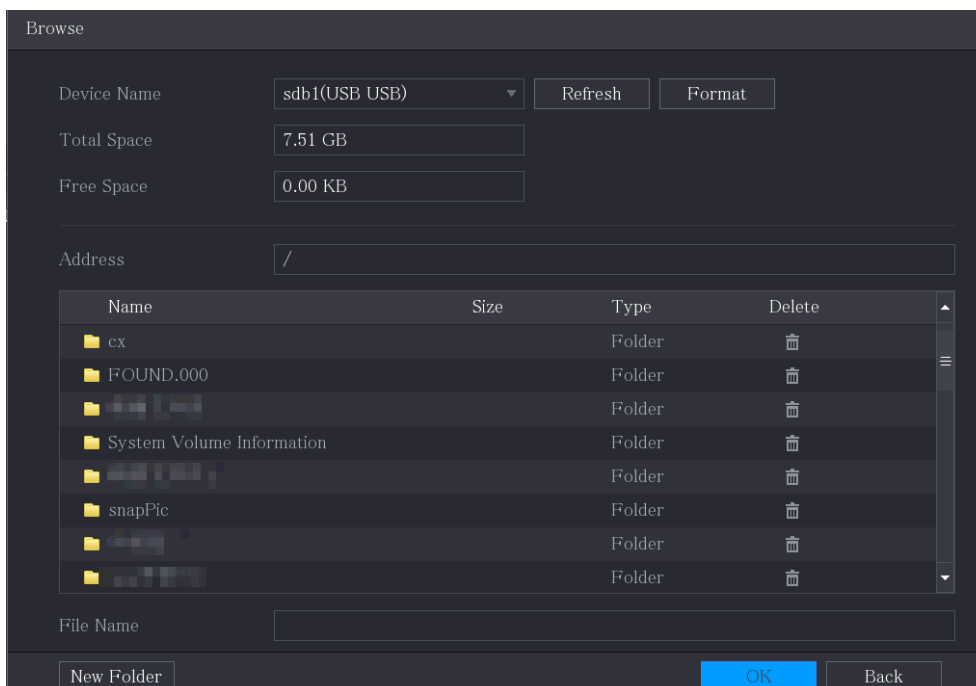 Browse
Device Name sdb1(USB USB) Refresh Format
Total Space 7.51 GB
Free Space 0.00 KB
Address /
Name Size Type Delete
cx Folder
FOUND.000 Folder
Folder
System Volume Information Folder
Folder
snapPic Folder
Folder
Folder
File Name
New Folder OK Back